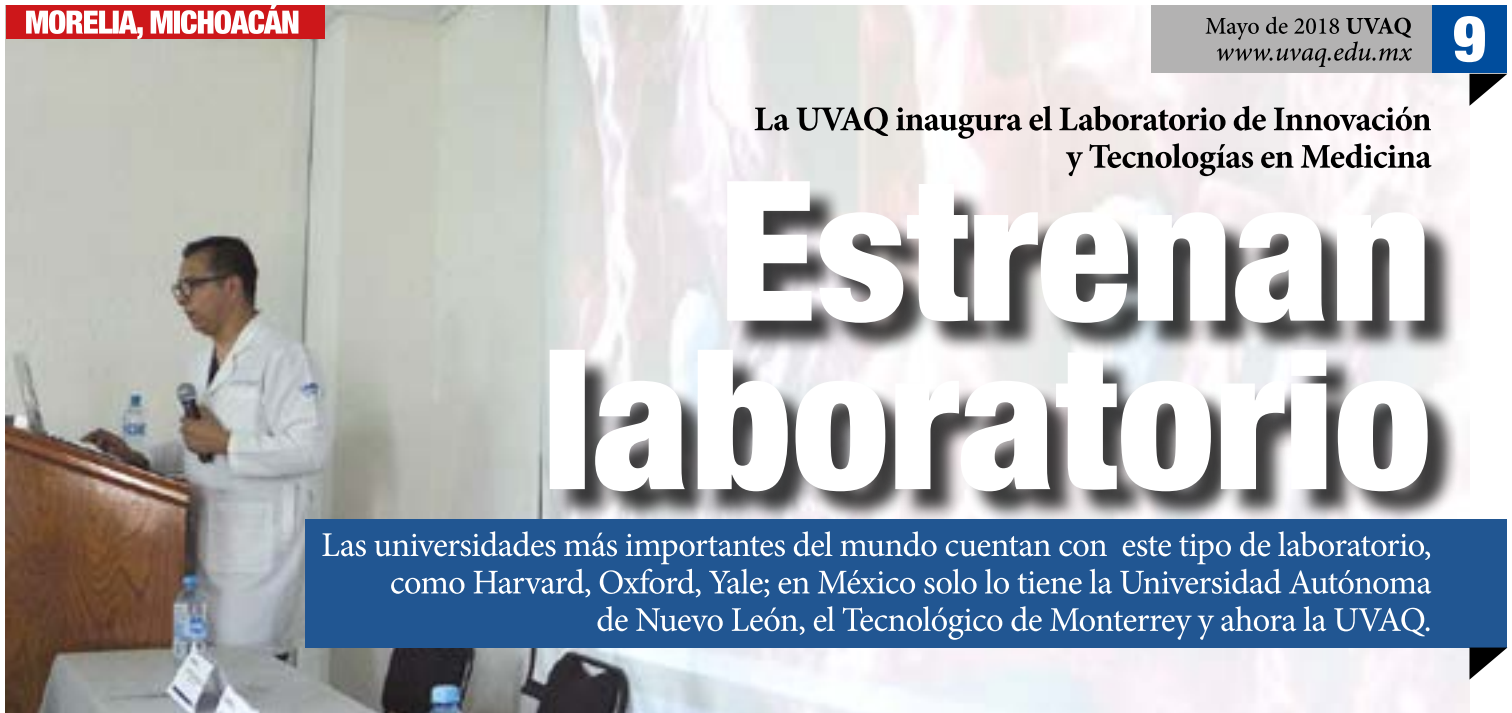 MORELIA, MICHOACÁN
Mayo de 2018 UVAQ
www.uvaq.edu.mx
9
La UVAQ inaugura el Laboratorio de Innovación
y Tecnologías en Medicina
Estrenan
laboratorio
Las universidades más importantes del mundo cuentan con este tipo de laboratorio,
como Harvard, Oxford, Yale; en México solo lo tiene la Universidad Autónoma
de Nuevo León, el Tecnológico de Monterrey y ahora la UVAQ.